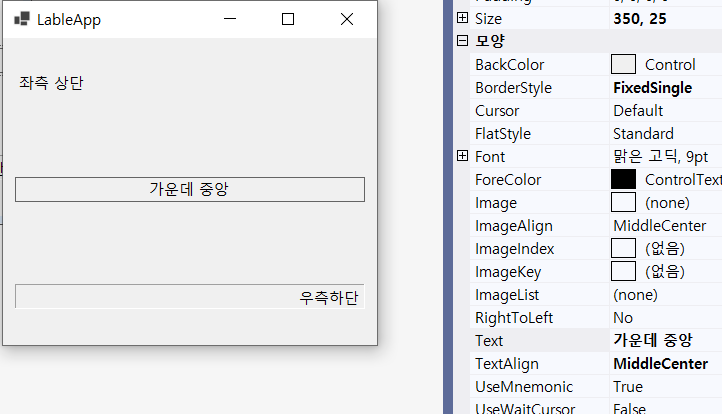 LableApp
좌측 상단
가운데 중앙
우측하단
Size 350, 25
모양
BackColor Control
BorderStyle FixedSingle
Cursor Default
FlatStyle Standard
Font 맑은 고딕, 9pt
ForeColor ControlText
Image (none)
ImageAlign MiddleCenter
ImageIndex (없음)
ImageKey (없음)
ImageList (none)
RightToLeft No
Text 가운데 중앙
TextAlign MiddleCenter
UseMnemonic True
UseWaitCursor False